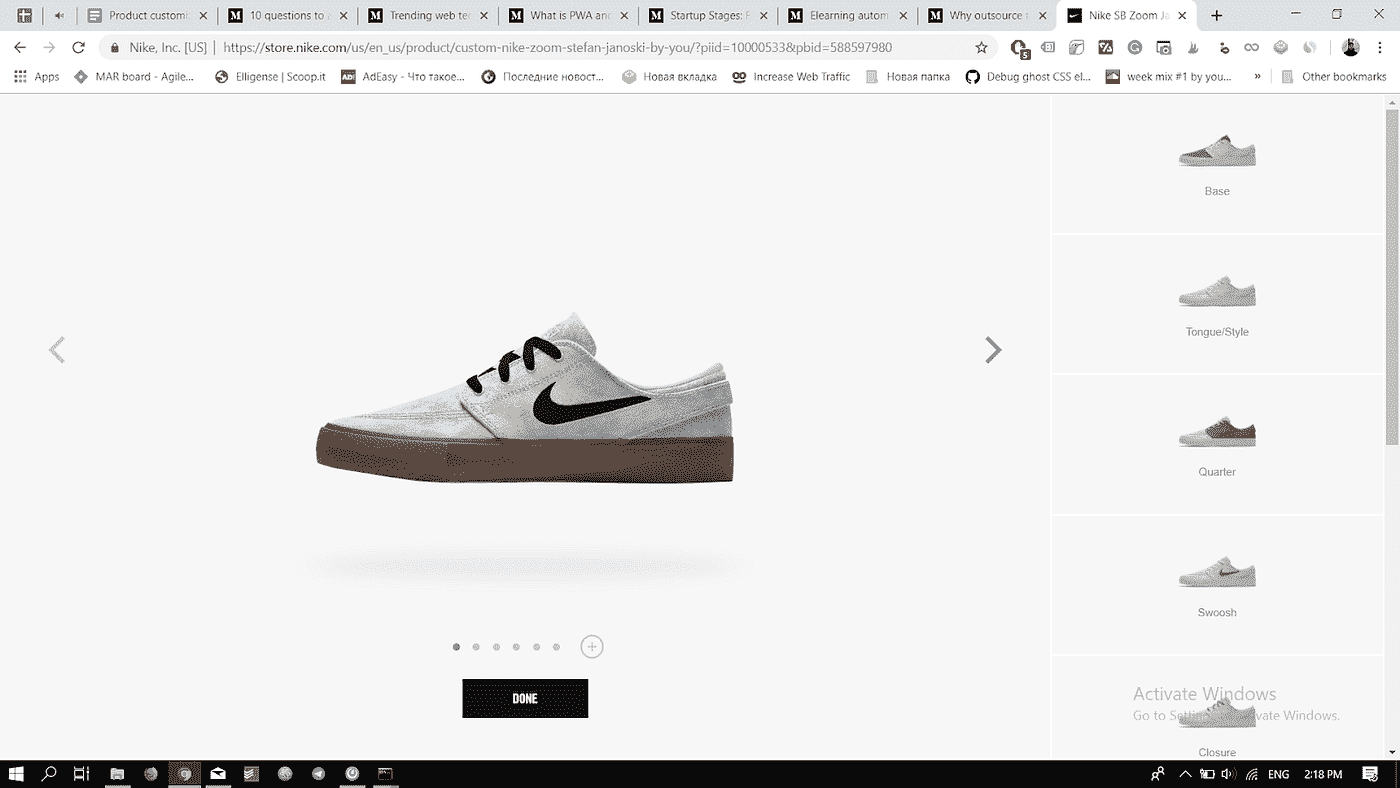 Product customi
10 questions to a
Trending web tec
What is PWA and
Startup Stages: F
Elearning autom
Why outsource t
Nike SB Zoom Ja
Nike, Inc. [US] | https://store.nike.com/us/en_us/product/custom-nike-zoom-stefan-janoski-by-you/?piid=10000533&pbid=588597980
5
Apps
MAR board - Agile...
Elligense | Scoop.it
AdEasy - Что такое...
Последние новост...
Новая вкладка
Increase Web Traffic
Новая папка
Debug ghost CSS el...
week mix #1 by you...
»
Other bookmarks
Base
Tongue/Style
Quarter
Swoosh
DONE
Activate Windows
Go to Settings to activate Windows.
Closure
ENG
2:18 PM